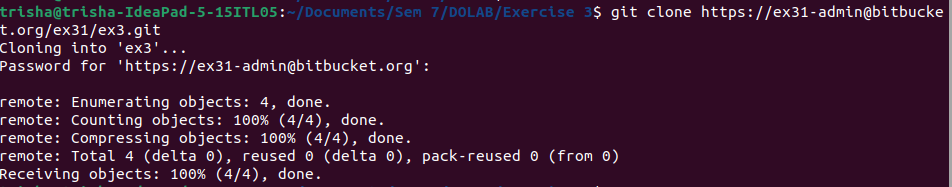 trisha@trisha-IdeaPad-5-15ITL05:~/Documents/Sem 7/DOLAB/Exercise 3$ git clone https://ex31-admin@bitbucke
t.org/ex31/ex3.git
Cloning into 'ex3'...
Password for 'https://ex31-admin@bitbucket.org':
remote: Enumerating objects: 4, done.
remote: Counting objects: 100% (4/4), done.
remote: Compressing objects: 100% (4/4), done.
remote: Total 4 (delta 0), reused 0 (delta 0), pack-reused 0 (from 0)
Receiving objects: 100% (4/4), done.